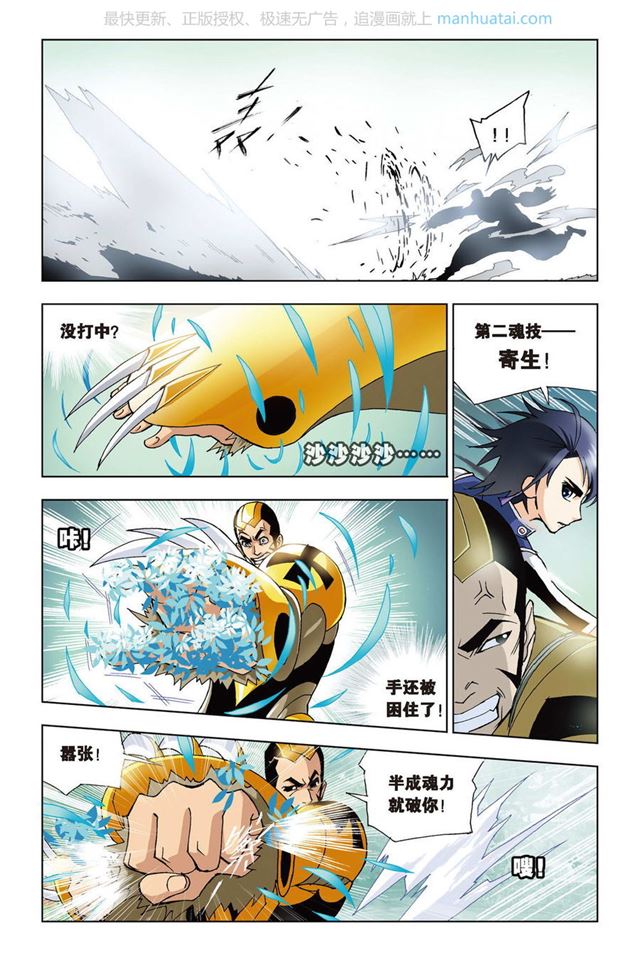 最快更新、正版授权、极速无广告，追漫画就上 manhuatai.com
!!
没打中?
沙沙沙沙……
第二魂技——
寄生!
咔!
手还被
困住了!
嚣张!
半成魂力
就破你!
嗖!